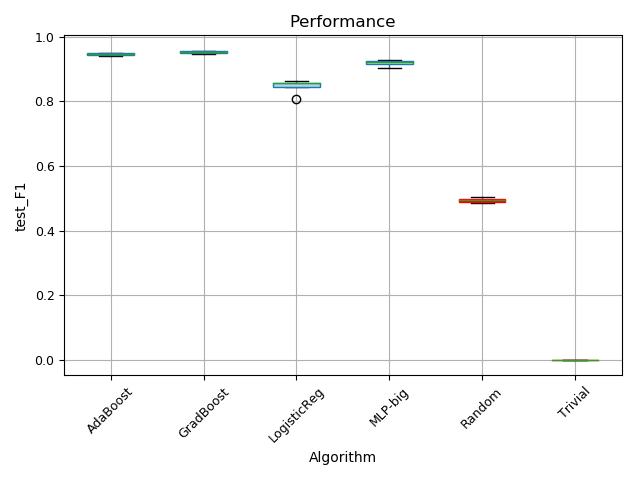 Performance
test_F1
1.0
0.8
0.6
0.4
0.2
0.0
AdaBoost
GradBoost
LogisticReg
MLP-big
Random
Trivial
Algorithm